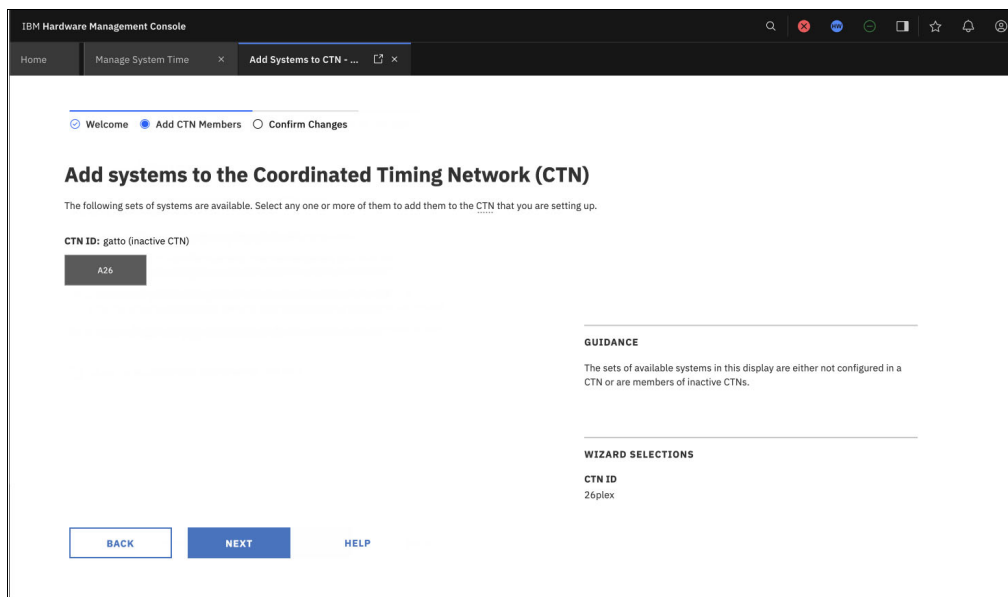 IBM Hardware Management Console
HW
Home
Manage System Time
Add Systems to CTN - ...
Welcome
Add CTN Members
Confirm Changes
Add systems to the Coordinated Timing Network (CTN)
The following sets of systems are available. Select any one or more of them to add them to the CTN that you are setting up.
CTN ID: gatto (inactive CTN)
A26
GUIDANCE
The sets of available systems in this display are either not configured in a
CTN or are members of inactive CTNs.
WIZARD SELECTIONS
CTN ID
26plex
BACK
NEXT
HELP